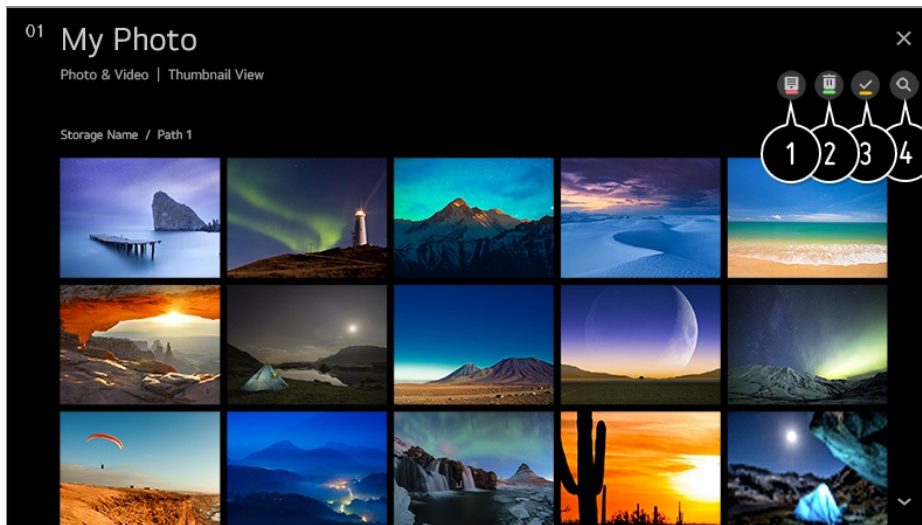 01
My Photo
Photo & Video | Thumbnail View
Storage Name / Path 1
1 2 3 4